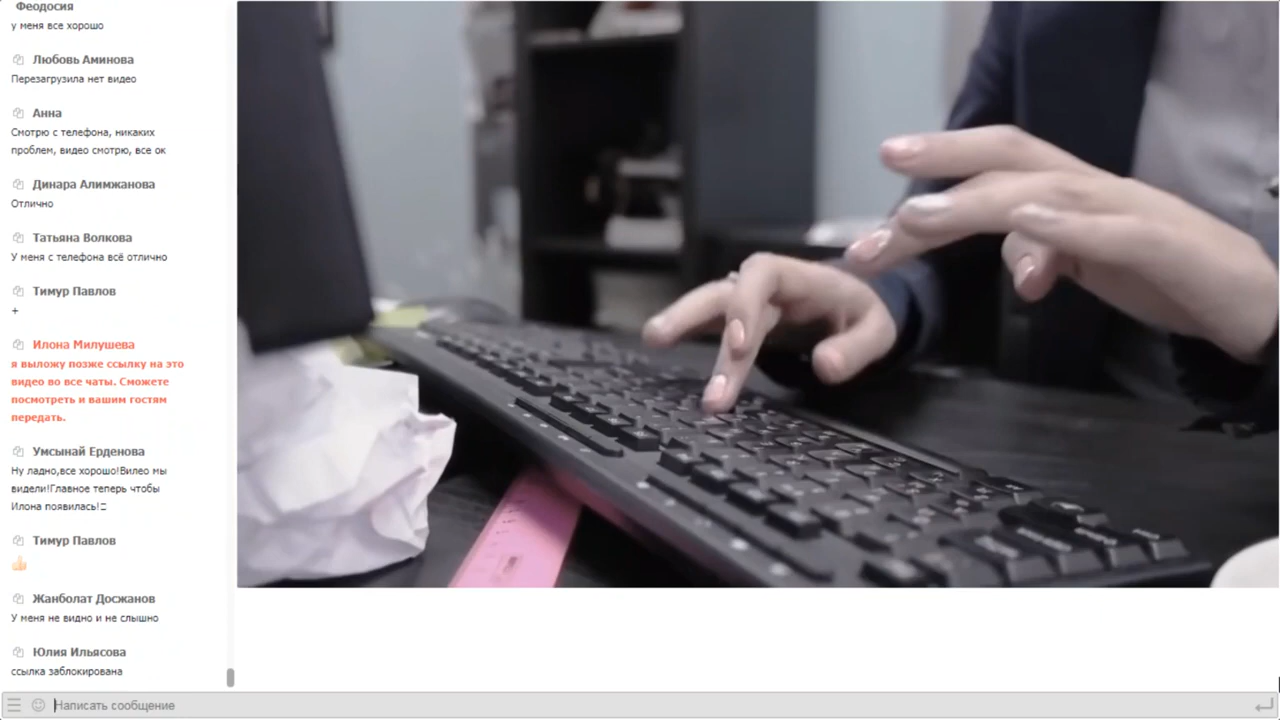 Феодосия
у меня все хорошо
Любовь Аминова
Перезагрузила нет видео
Анна
Смотрю с телефона, никаких
проблем, видео смотрю, все ок
Динара Алимжанова
Отлично
Татьяна Волкова
У меня с телефона всё отлично
Тимур Павлов
+
Илона Милушева
я выложу позже ссылку на это
видео во все чаты. Сможете
посмотреть и вашим гостям
передать.
Умсынай Ерденова
Ну ладно,все хорошо!Вилео мы
видели!Главное теперь чтобы
Илона появилась!
Тимур Павлов
Жанболат Досжанов
У меня не видно и не слышно
Юлия Ильясова
ссылка заблокирована
Написать сообщение